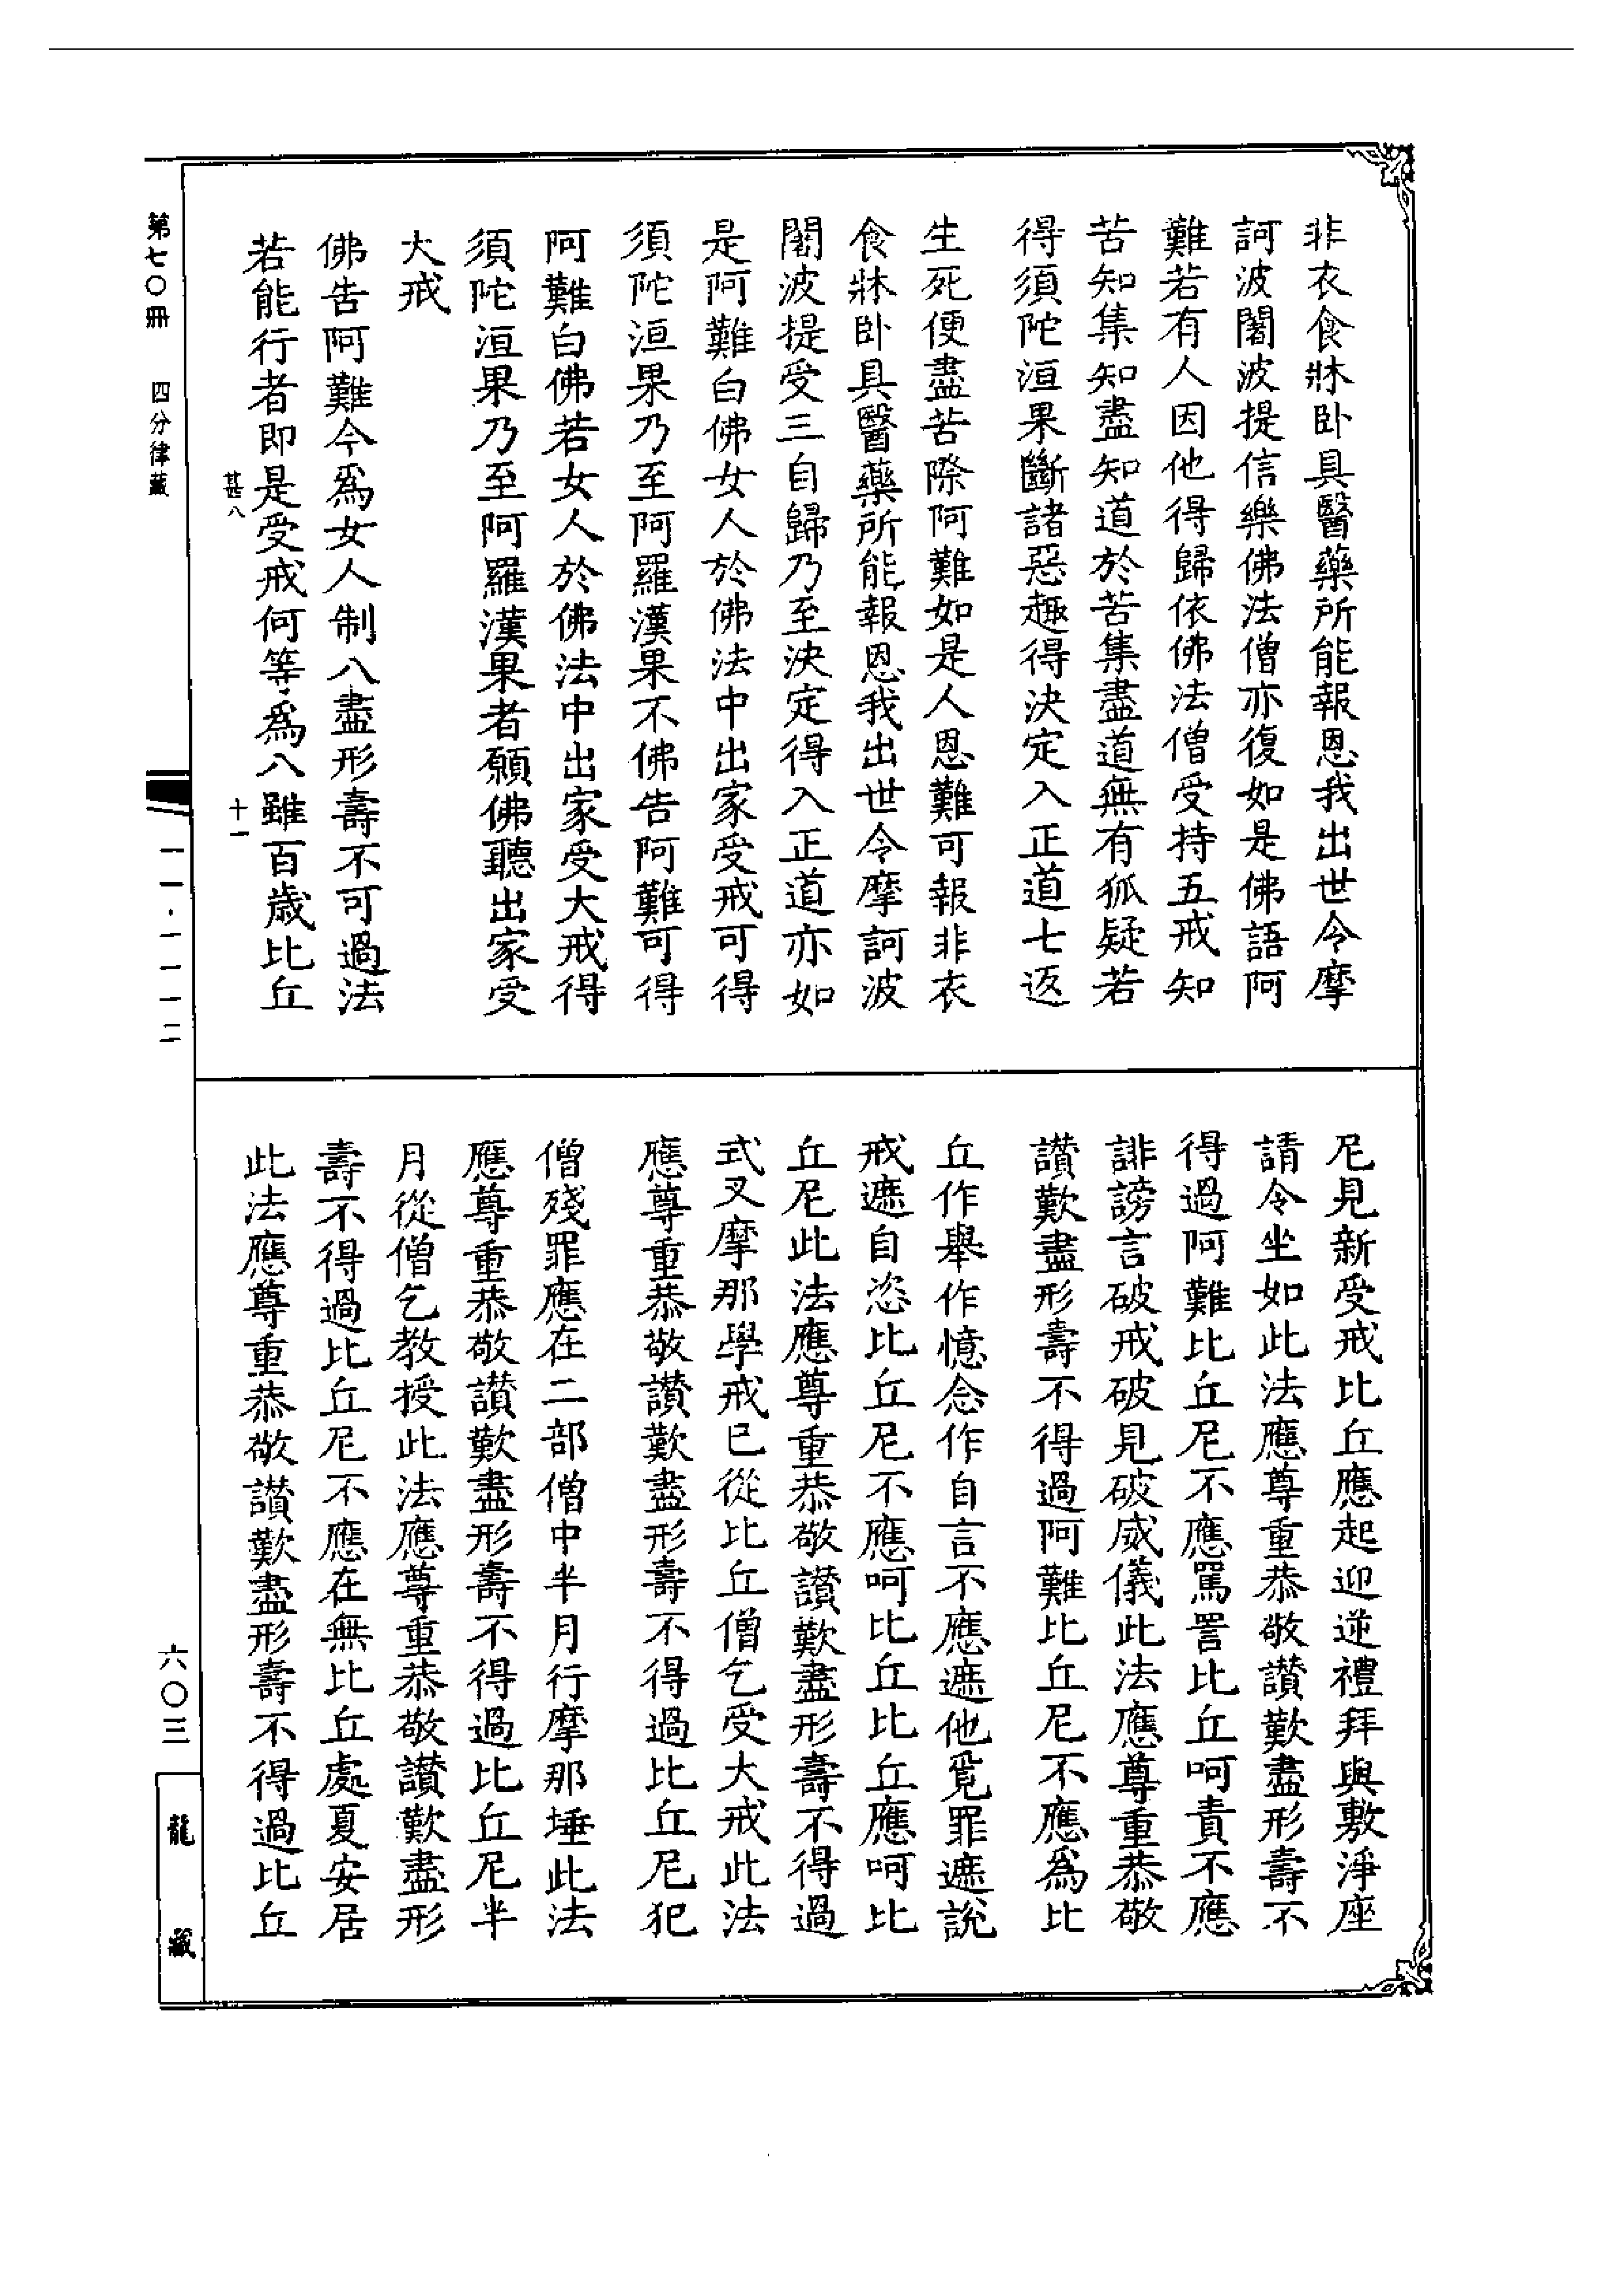 非衣食牀卧具醫藥所能報恩我出世令摩
訶波闍波提信樂佛法僧亦復如是佛語阿
難若有人因他得歸依佛法僧受持五戒知
苦知集知盡知道於苦集盡道無有狐疑若
得須陀洹果斷諸惡趣得決定入正道七返
生死便盡苦際阿難如是人恩難可報非衣
食牀卧具醫藥所能報恩我出世令摩訶波
闍波提受三自歸乃至決定得入正道亦如
是阿難白佛女人於佛法中出家受戒可得
須陀洹果乃至阿羅漢果不佛告阿難可得
阿難白佛若女人於佛法中出家受大戒得
須陀洹果乃至阿羅漢果者願佛聽出家受
大戒
佛告阿難今爲女人制八盡形壽不可過法
若能行者即是受戒何等爲八雖百歲比丘
甚八
十一
尼見新受戒比丘應起迎逆禮拜與敷淨座
請令坐如此法應尊重恭敬讚歎盡形壽不
得過阿難比丘尼不應罵詈比丘呵責不應
誹謗言破戒破見破威儀此法應尊重恭敬
讚歎盡形壽不得過阿難比丘尼不應爲比
丘作舉作憶念作自言不應遮他覓罪遮說
戒遮自恣比丘尼不應呵比丘比丘應呵比
丘尼此法應尊重恭敬讚歎盡形壽不得過
式叉摩那學戒已從比丘僧乞受大戒此法
應尊重恭敬讚歎盡形壽不得過比丘尼犯
僧殘罪應在二部僧中半月行摩那埵此法
應尊重恭敬讚歎盡形壽不得過比丘尼半
月從僧乞教授此法應尊重恭敬讚歎盡形
壽不得過比丘尼不應在無比丘處夏安居
此法應尊重恭敬讚歎盡形壽不得過比丘
第七〇冊 四分律藏
一一·一一一二
六〇三
龍藏